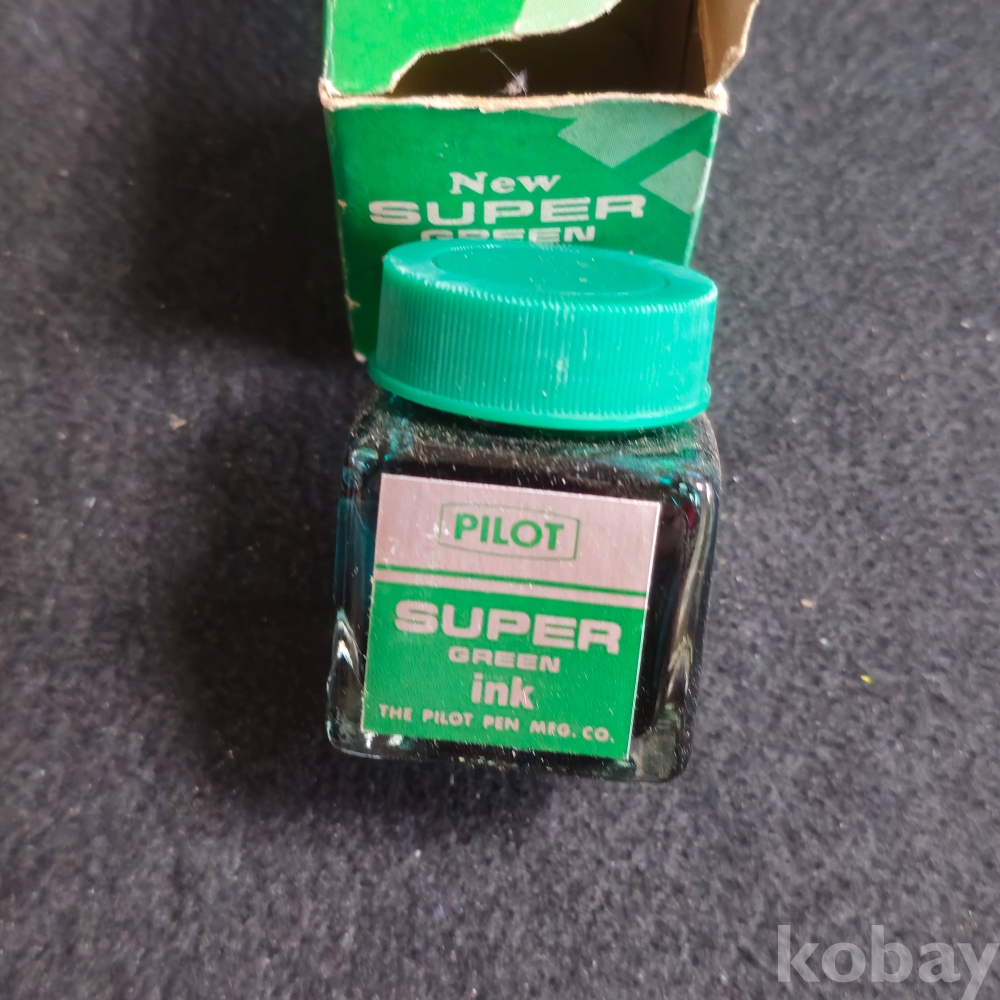 New
SUPER
GREEN
PILOT
SUPER
GREEN
ink
THE PILOT PEN MFG. CO.
kobay